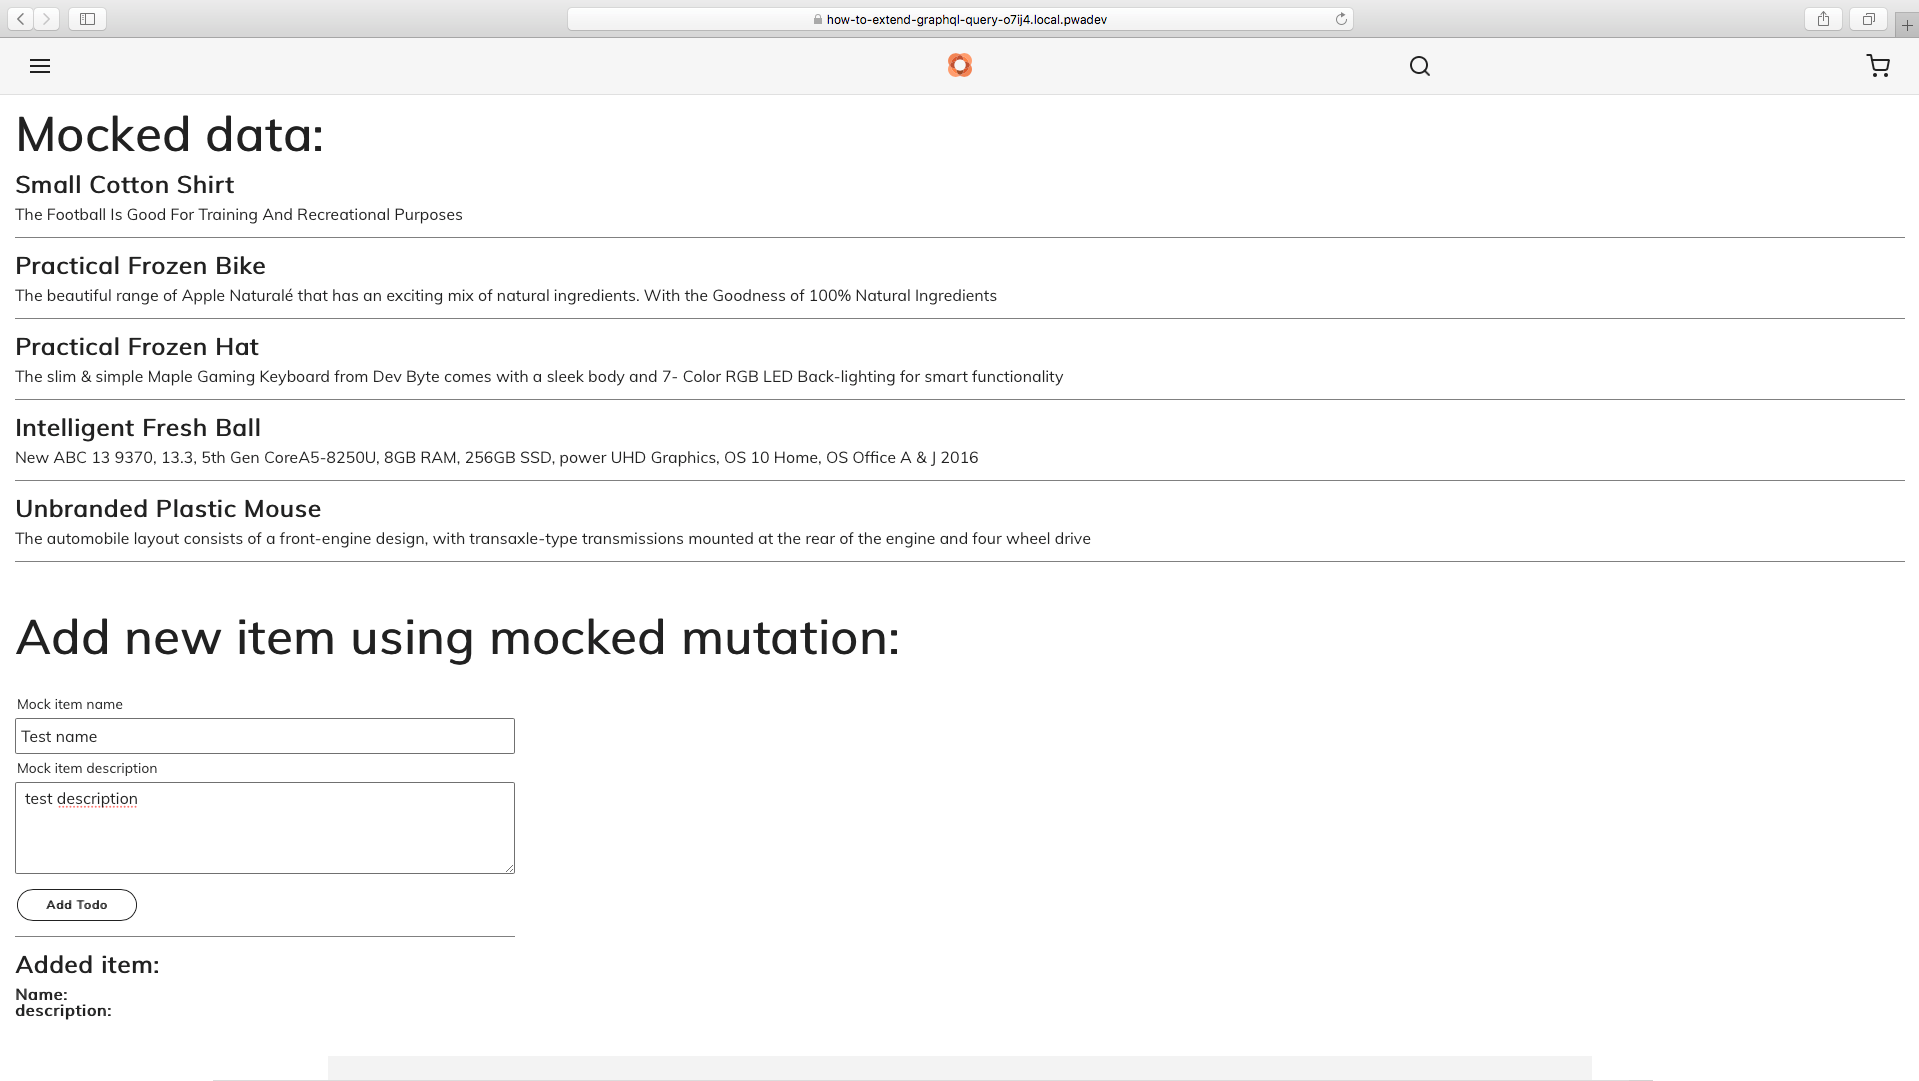 how-to-extend-graphql-query-o7ij4.local.pwadev
Mocked data:
Small Cotton Shirt
The Football Is Good For Training And Recreational Purposes
Practical Frozen Bike
The beautiful range of Apple Naturalé that has an exciting mix of natural ingredients. With the Goodness of 100% Natural Ingredients
Practical Frozen Hat
The slim & simple Maple Gaming Keyboard from Dev Byte comes with a sleek body and 7- Color RGB LED Back-lighting for smart functionality
Intelligent Fresh Ball
New ABC 13 9370, 13.3, 5th Gen CoreA5-8250U, 8GB RAM, 256GB SSD, power UHD Graphics, OS 10 Home, OS Office A & J 2016
Unbranded Plastic Mouse
The automobile layout consists of a front-engine design, with transaxle-type transmissions mounted at the rear of the engine and four wheel drive
Add new item using mocked mutation:
Mock item name
Test name
Mock item description
test description
Add Todo
Added item:
Name:
description: